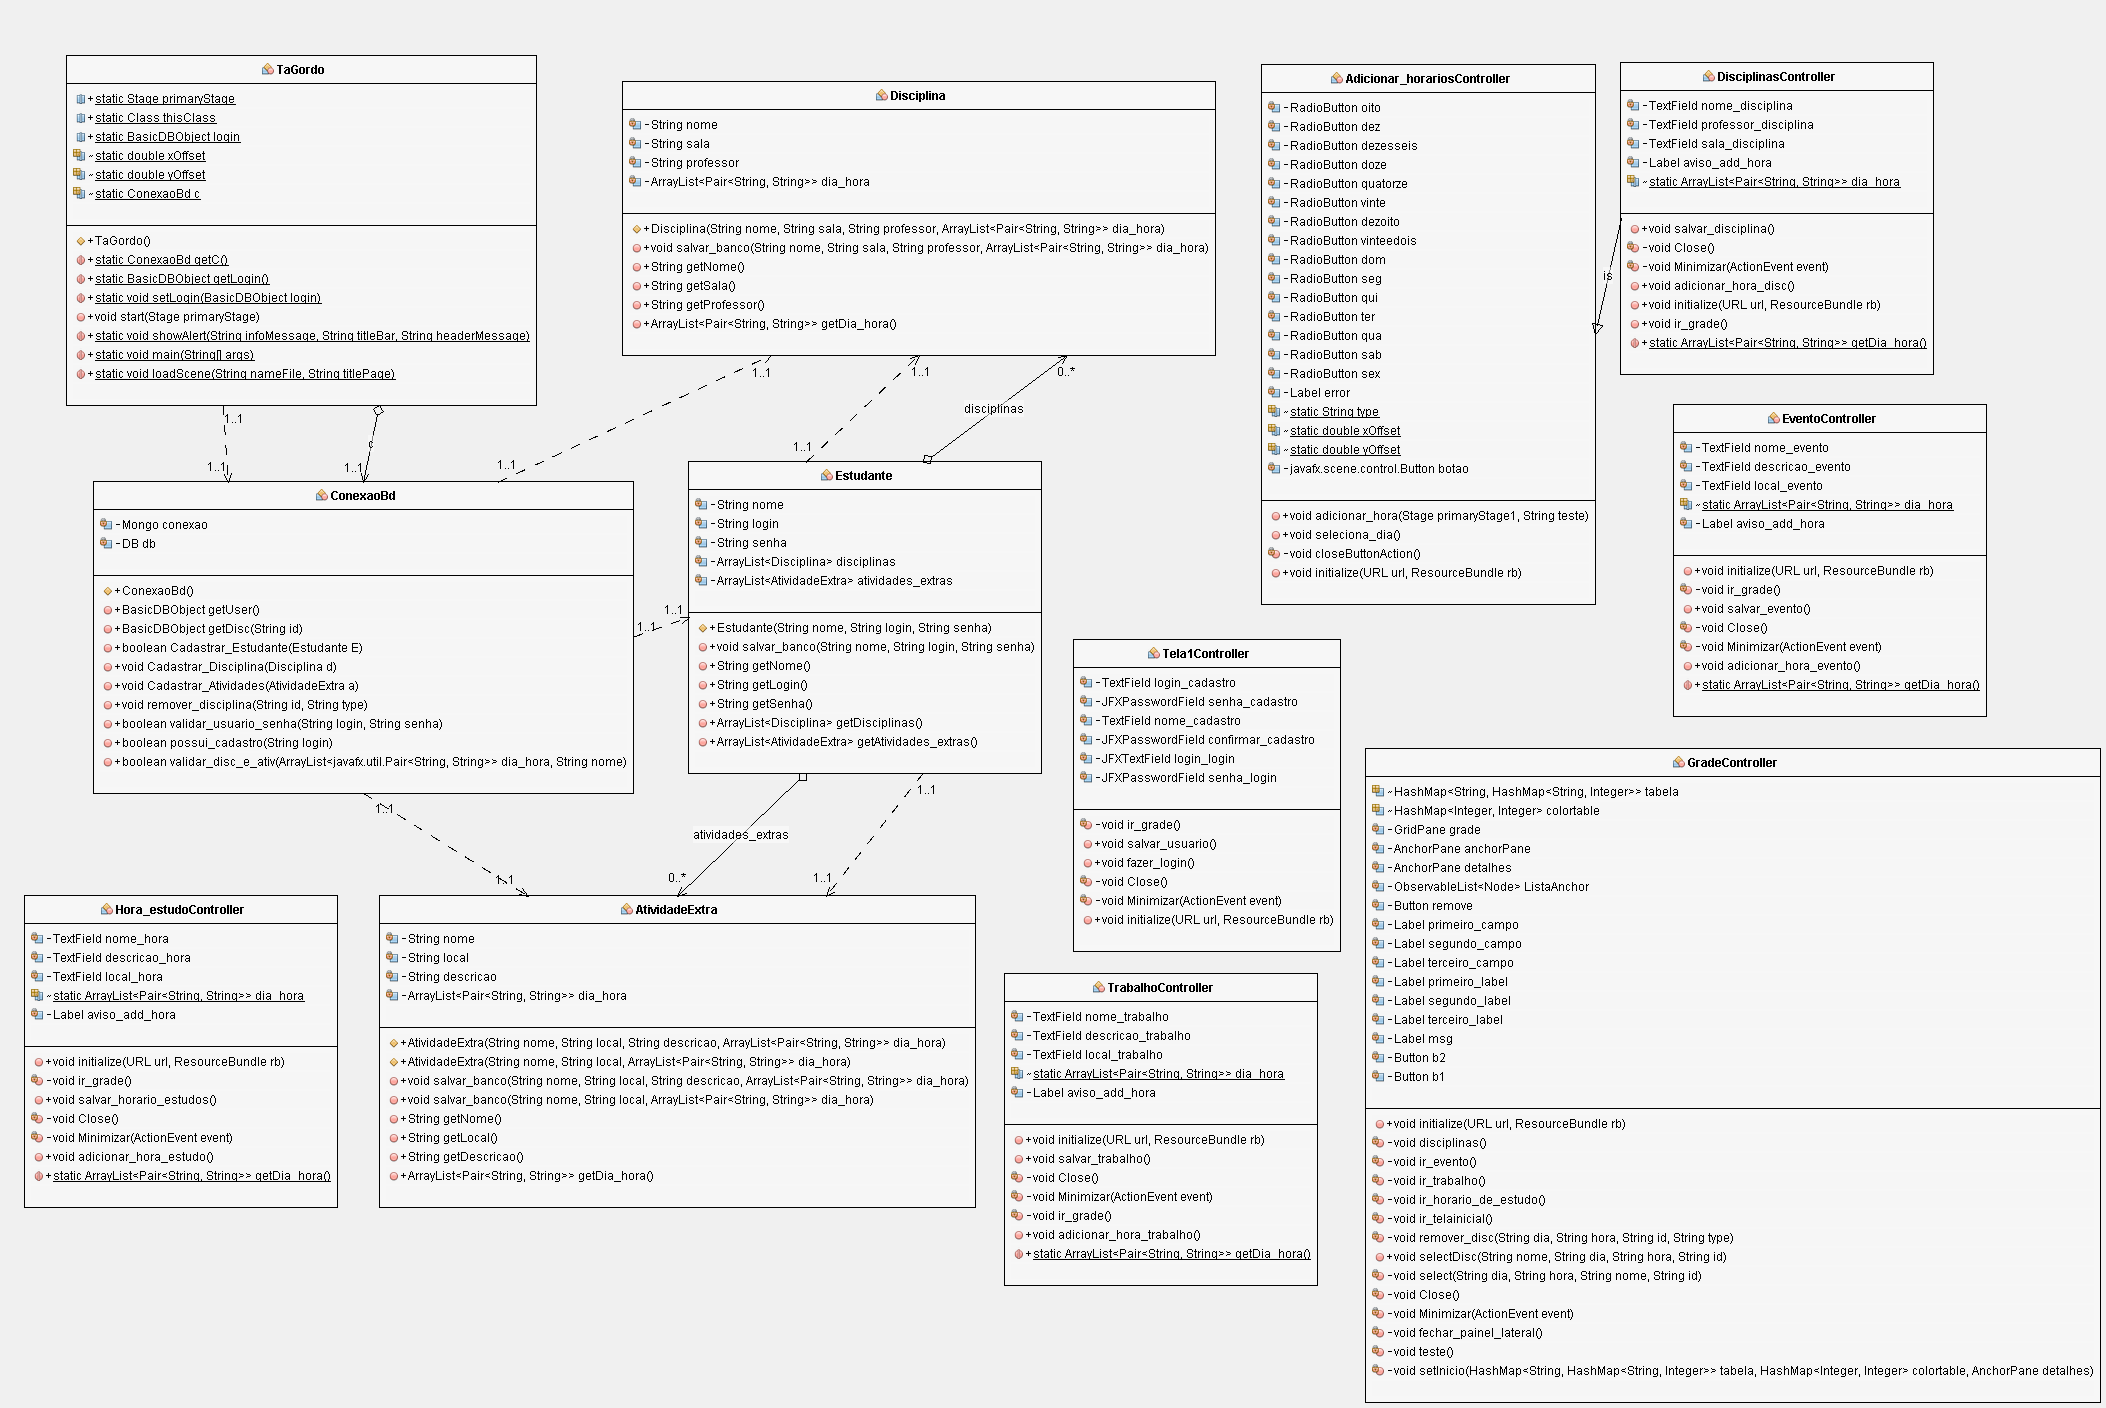 TaGordo
+static Stage primaryStage
+static Class thisClass
+static BasicDBObject login
~static double xOffset
~static double yOffset
~static ConexaoBd c
+TaGordo()
+static ConexaoBd getC()
+static BasicDBObject getLogin()
+static void setLogin(BasicDBObject login)
+void start(Stage primaryStage)
+static void showAlert(String infoMessage, String titleBar, String headerMessage)
+static void main(String[] args)
+static void loadScene(String nameFile, String titlePage)
Disciplina
-String nome
-String sala
-String professor
-ArrayList<Pair<String, String>> dia_hora
+Disciplina(String nome, String sala, String professor, ArrayList<Pair<String, String>> dia_hora)
+void salvar_banco(String nome, String sala, String professor, ArrayList<Pair<String, String>> dia_hora)
+String getNome()
+String getSala()
+String getProfessor()
+ArrayList<Pair<String, String>> getDia_hora()
Adicionar_horariosController
-RadioButton oito
-RadioButton dez
-RadioButton dezesseis
-RadioButton doze
-RadioButton quatorze
-RadioButton vinte
-RadioButton dezoito
-RadioButton vinteedois
-RadioButton dom
-RadioButton seg
-RadioButton qui
-RadioButton ter
-RadioButton qua
-RadioButton sab
-RadioButton sex
-Label error
~static String type
~static double xOffset
~static double yOffset
-javafx.scene.control.Button botao
+void adicionar_hora(Stage primaryStage1, String teste)
+void seleciona_dia()
-void closeButtonAction()
+void initialize(URL url, ResourceBundle rb)
is
DisciplinasController
-TextField nome_disciplina
-TextField professor_disciplina
-TextField sala_disciplina
-Label aviso_add_hora
~static ArrayList<Pair<String, String>> dia_hora
+void salvar_disciplina()
-void Close()
-void Minimizar(ActionEvent event)
+void adicionar_hora_disc()
+void initialize(URL url, ResourceBundle rb)
+void ir_grade()
+static ArrayList<Pair<String, String>> getDia_hora()
1..1
1..1
c
1..1
1..1
1..1
1..1
1..1
disciplinas
0..*
ConexaoBd
-Mongo conexao
-DB db
+ConexaoBd()
+BasicDBObject getUser()
+BasicDBObject getDisc(String id)
+boolean Cadastrar_Estudante(Estudante E)
+void Cadastrar_Disciplina(Disciplina d)
+void Cadastrar_Atividades(AtividadeExtra a)
+void remover_disciplina(String id, String type)
+boolean validar_usuario_senha(String login, String senha)
+boolean possui_cadastro(String login)
+boolean validar_disc_e_ativ(ArrayList<javafx.util.Pair<String, String>> dia_hora, String nome)
1..1
1..1
Estudante
-String nome
-String login
-String senha
-ArrayList<Disciplina> disciplinas
-ArrayList<AtividadeExtra> atividades_extras
+Estudante(String nome, String login, String senha)
+void salvar_banco(String nome, String login, String senha)
+String getNome()
+String getLogin()
+String getSenha()
+ArrayList<Disciplina> getDisciplinas()
+ArrayList<AtividadeExtra> getAtividades_extras()
EventoController
-TextField nome_evento
-TextField descricao_evento
-TextField local_evento
~static ArrayList<Pair<String, String>> dia_hora
-Label aviso_add_hora
+void initialize(URL url, ResourceBundle rb)
-void ir_grade()
+void salvar_evento()
-void Close()
-void Minimizar(ActionEvent event)
+void adicionar_hora_evento()
+static ArrayList<Pair<String, String>> getDia_hora()
Tela1Controller
-TextField login_cadastro
-JFXPasswordField senha_cadastro
-TextField nome_cadastro
-JFXPasswordField confirmar_cadastro
-JFXTextField login_login
-JFXPasswordField senha_login
-void ir_grade()
+void salvar_usuario()
+void fazer_login()
-void Close()
-void Minimizar(ActionEvent event)
+void initialize(URL url, ResourceBundle rb)
1..1
1..1
atividades_extras
0..*
1..1
1..1
Hora_estudoController
-TextField nome_hora
-TextField descricao_hora
-TextField local_hora
~static ArrayList<Pair<String, String>> dia_hora
-Label aviso_add_hora
+void initialize(URL url, ResourceBundle rb)
-void ir_grade()
+void salvar_horario_estudos()
-void Close()
-void Minimizar(ActionEvent event)
+void adicionar_hora_estudo()
+static ArrayList<Pair<String, String>> getDia_hora()
AtividadeExtra
-String nome
-String local
-String descricao
-ArrayList<Pair<String, String>> dia_hora
+AtividadeExtra(String nome, String local, String descricao, ArrayList<Pair<String, String>> dia_hora)
+AtividadeExtra(String nome, String local, ArrayList<Pair<String, String>> dia_hora)
+void salvar_banco(String nome, String local, String descricao, ArrayList<Pair<String, String>> dia_hora)
+void salvar_banco(String nome, String local, ArrayList<Pair<String, String>> dia_hora)
+String getNome()
+String getLocal()
+String getDescricao()
+ArrayList<Pair<String, String>> getDia_hora()
TrabalhoController
-TextField nome_trabalho
-TextField descricao_trabalho
-TextField local_trabalho
~static ArrayList<Pair<String, String>> dia_hora
-Label aviso_add_hora
+void initialize(URL url, ResourceBundle rb)
+void salvar_trabalho()
-void Close()
-void Minimizar(ActionEvent event)
-void ir_grade()
+void adicionar_hora_trabalho()
+static ArrayList<Pair<String, String>> getDia_hora()
GradeController
~HashMap<String, HashMap<String, Integer>> tabela
~HashMap<Integer, Integer> colortable
-GridPane grade
-AnchorPane anchorPane
-AnchorPane detalhes
-ObservableList<Node> ListaAnchor
-Button remove
-Label primeiro_campo
-Label segundo_campo
-Label terceiro_campo
-Label primeiro_label
-Label segundo_label
-Label terceiro_label
-Label msg
-Button b2
-Button b1
+void initialize(URL url, ResourceBundle rb)
-void disciplinas()
-void ir_evento()
-void ir_trabalho()
-void ir_horario_de_estudo()
-void ir_telainicial()
-void remover_disc(String dia, String hora, String id, String type)
+void selectDisc(String nome, String dia, String hora, String id)
-void select(String dia, String hora, String nome, String id)
-void Close()
-void Minimizar(ActionEvent event)
-void fechar_painel_lateral()
-void teste()
-void setInicio(HashMap<String, HashMap<String, Integer>> tabela, HashMap<Integer, Integer> colortable, AnchorPane detalhes)